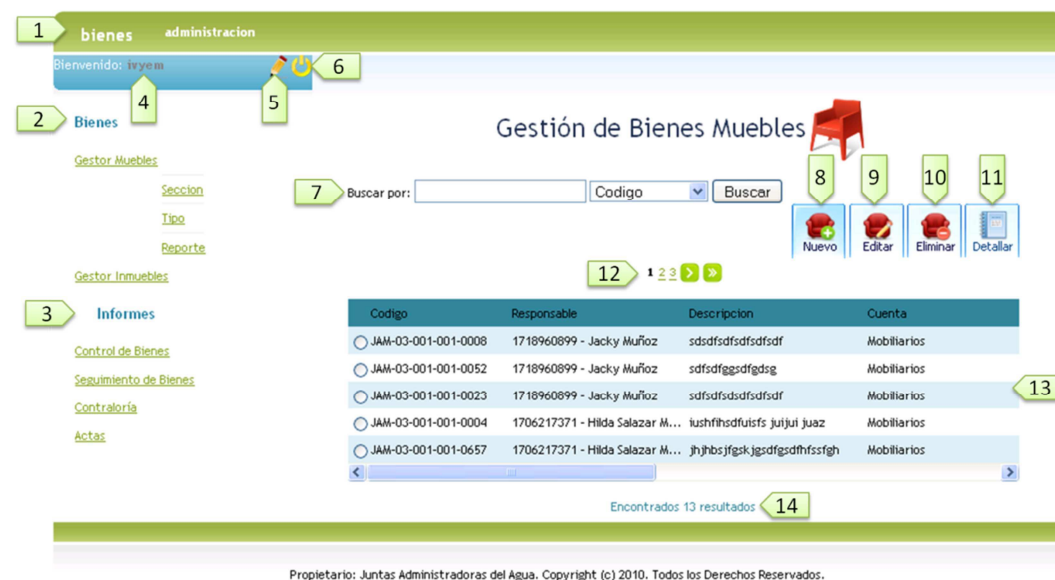 1 bienes administracion
Bienvenido: ivyem
6
4 5
2 Bienes
Gestión de Bienes Muebles
Gestor Muebles
Seccion
Tipo
Reporte
Gestor Inmuebles
3 Informes
Control de Bienes
Seguimiento de Bienes
Contraloría
Actas
7 Buscar por: Codigo Buscar
8 9 10 11
Nuevo Editar Eliminar Detallar
12 1 2 3
Codigo Responsable Descripcion Cuenta
JAM-03-001-001-0008 1718960899 - Jacky Muñoz sdsdfsdfsdfsdfsdf Mobiliarios
JAM-03-001-001-0052 1718960899 - Jacky Muñoz sdfsdfggsdfgdsg Mobiliarios
13
JAM-03-001-001-0023 1718960899 - Jacky Muñoz sdfsdfsdsdfsdfsdf Mobiliarios
JAM-03-001-001-0004 1706217371 - Hilda Salazar M... iushfihsdfuisfs juijui juaz Mobiliarios
JAM-03-001-001-0657 1706217371 - Hilda Salazar M... jhjhbsjfgskjgsdfgsdfhfssfgh Mobiliarios
Encontrados 13 resultados 14
Propietario: Juntas Administradoras del Agua. Copyright (c) 2010. Todos los Derechos Reservados.